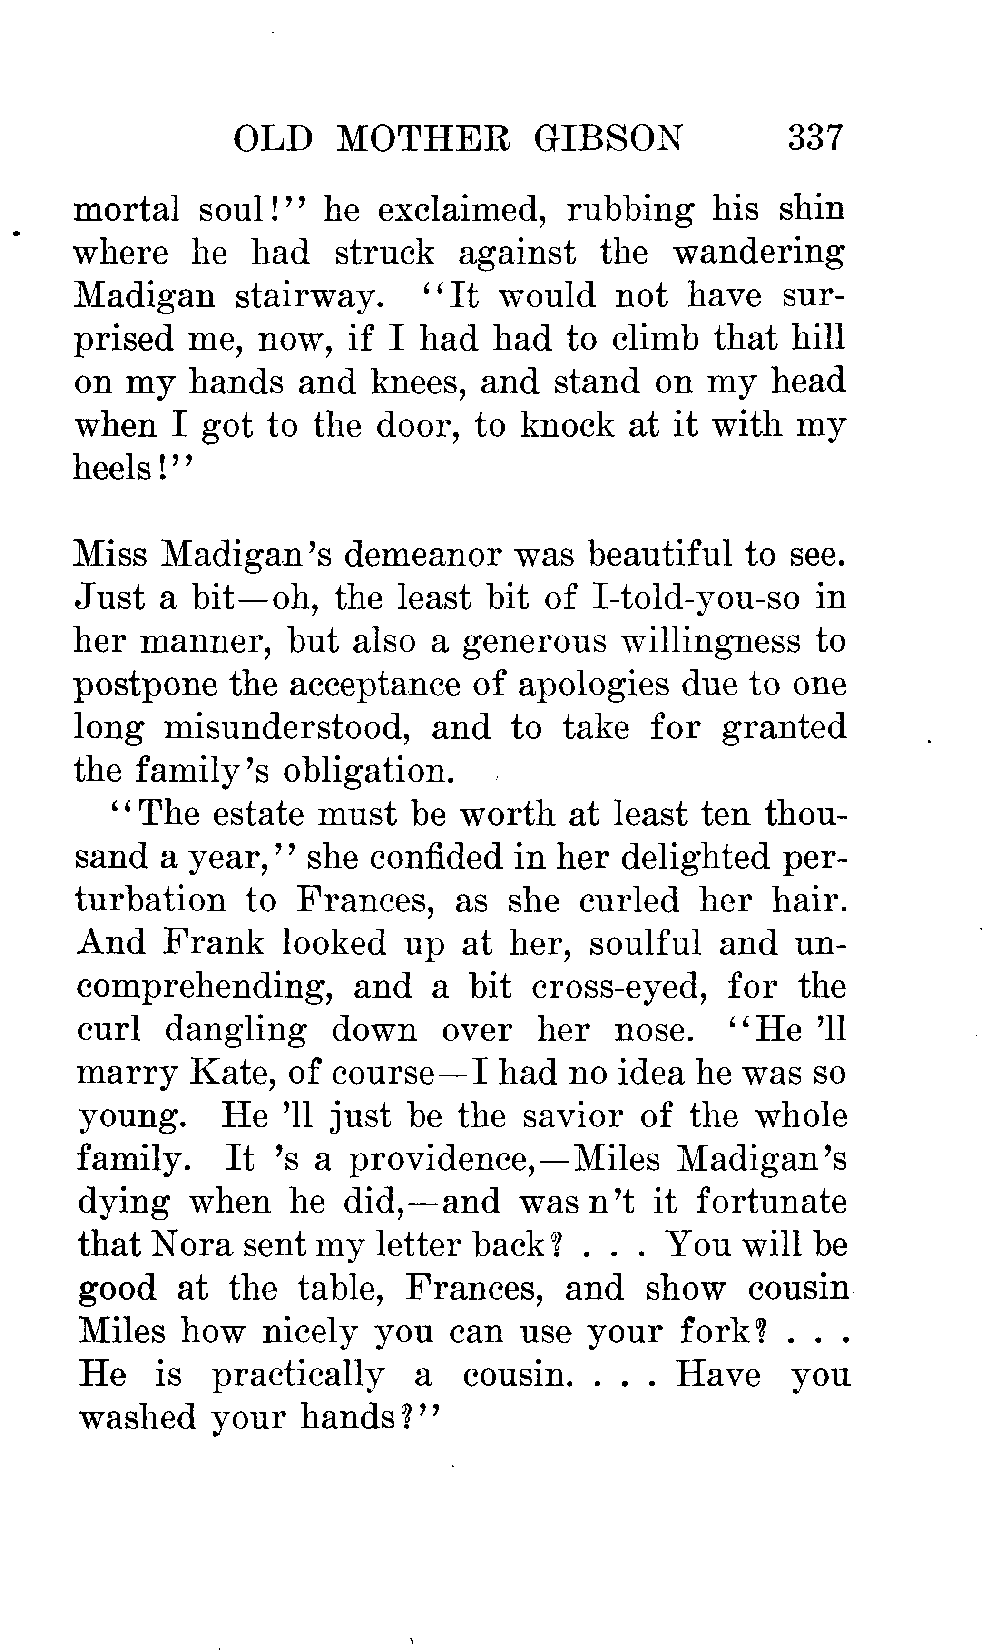 OLD MOTHER GIBSON 337
mortal soul!" he exclaimed, rubbing his shin
where he had struck against the wandering
Madigan stairway. "It would not have sur-
prised me, now, if I had had to climb that hill
on my hands and knees, and stand on my head
when I got to the door, to knock at it with my
heels!"
Miss Madigan's demeanor was beautiful to see.
Just a bit—oh, the least bit of I-told-you-so in
her manner, but also a generous willingness to
postpone the acceptance of apologies due to one
long misunderstood, and to take for granted
the family's obligation.
"The estate must be worth at least ten thou-
sand a year," she confided in her delighted per-
turbation to Frances, as she curled her hair.
And Frank looked up at her, soulful and un-
comprehending, and a bit cross-eyed, for the
curl dangling down over her nose. "He 'll
marry Kate, of course—I had no idea he was so
young. He 'll just be the savior of the whole
family. It 's a providence,—Miles Madigan's
dying when he did,—and was n't it fortunate
that Nora sent my letter back? . . . You will be
good at the table, Frances, and show cousin
Miles how nicely you can use your fork? . . .
He is practically a cousin. . . . Have you
washed your hands?"